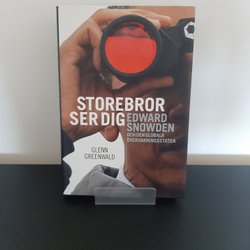 STOREBROR
SER DIG
EDWARD
SNOWDEN
OCH DEN GLOBALA
ÖVERVAKNINGSSTATEN
GLENN
GREENWALD